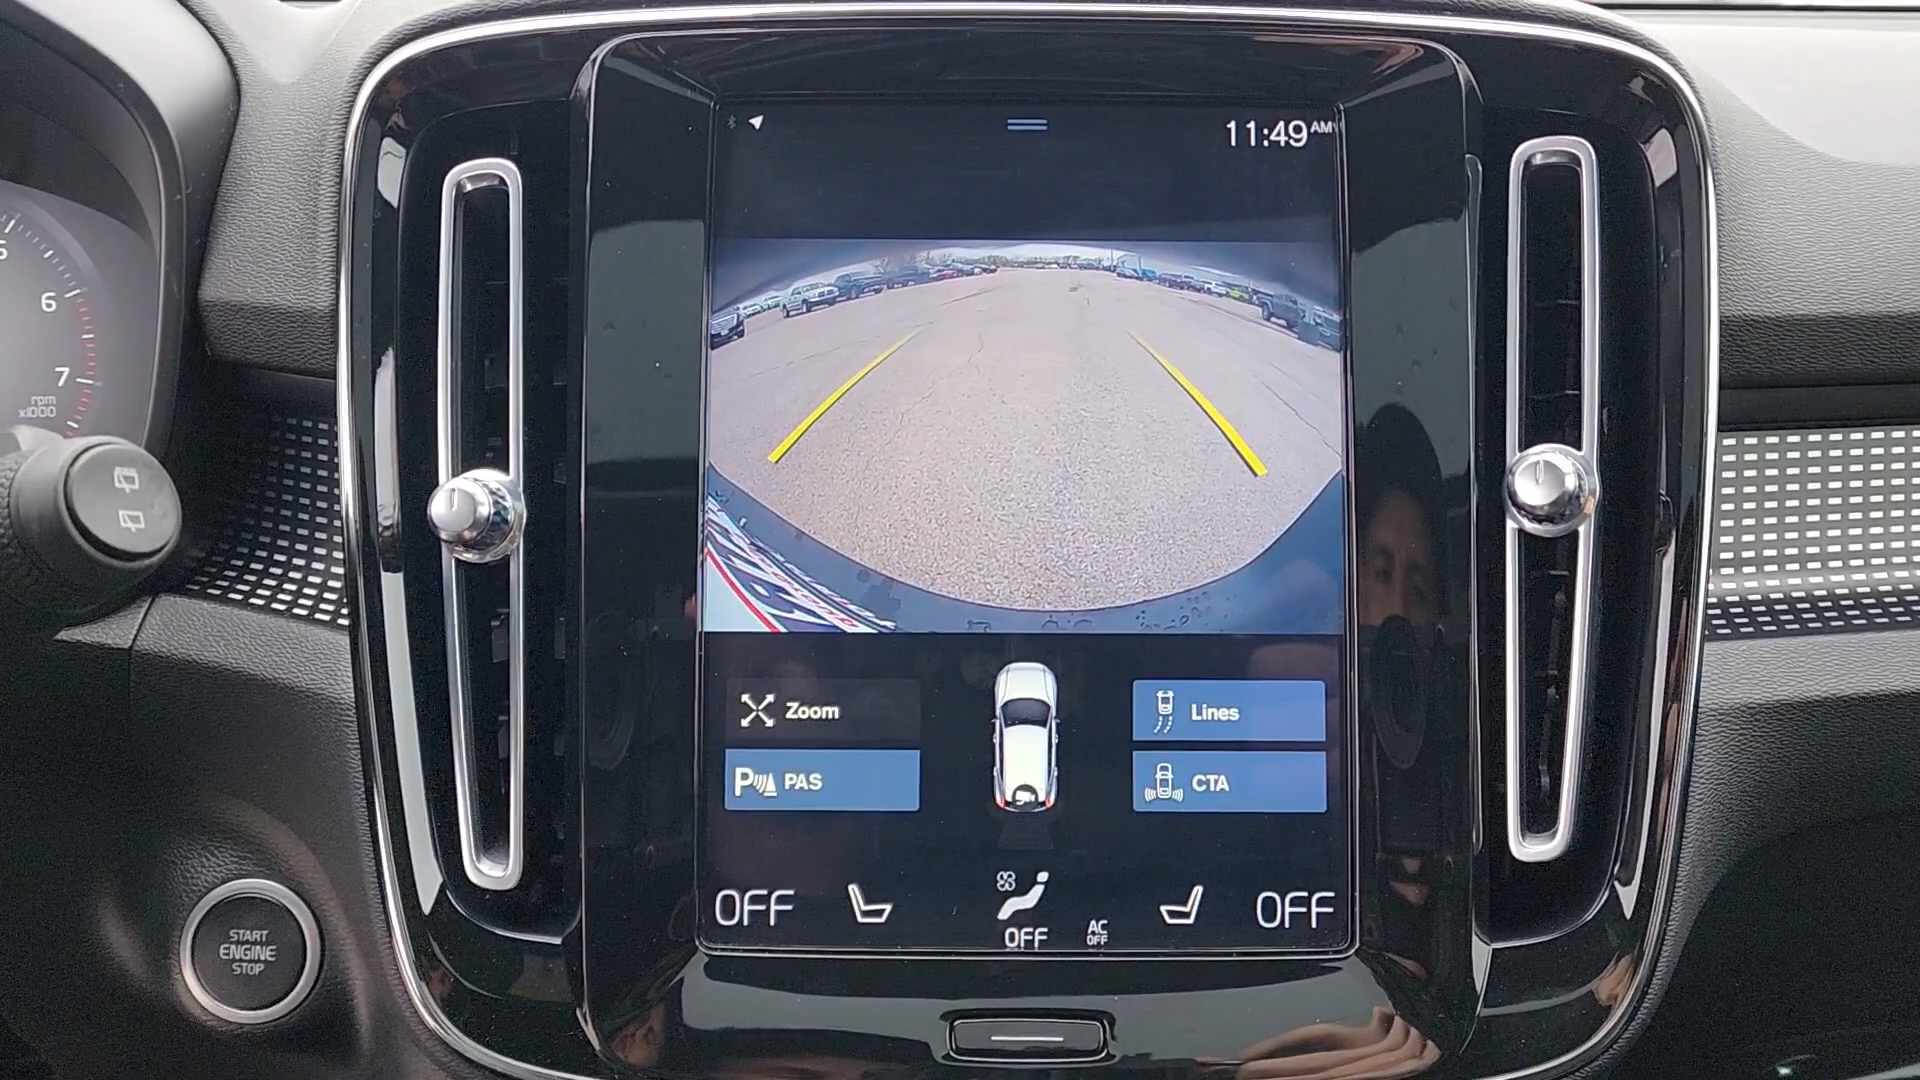 11:49 AM
5
6
7
rpm
x1000
Zoom
Lines
P PAS
CTA
OFF
OFF
OFF
AC
OFF
START
ENGINE
STOP